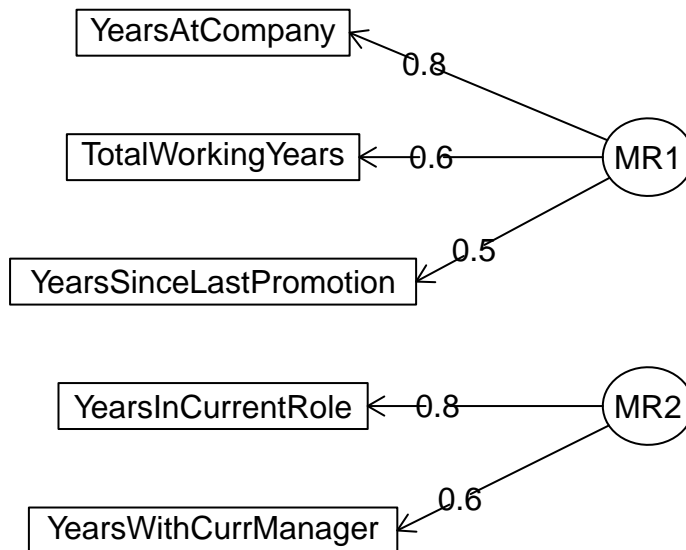 YearsAtCompany
0.8
TotalWorkingYears
0.6
MR1
0.5
YearsSinceLastPromotion
YearsInCurrentRole
0.8
MR2
0.6
YearsWithCurrManager